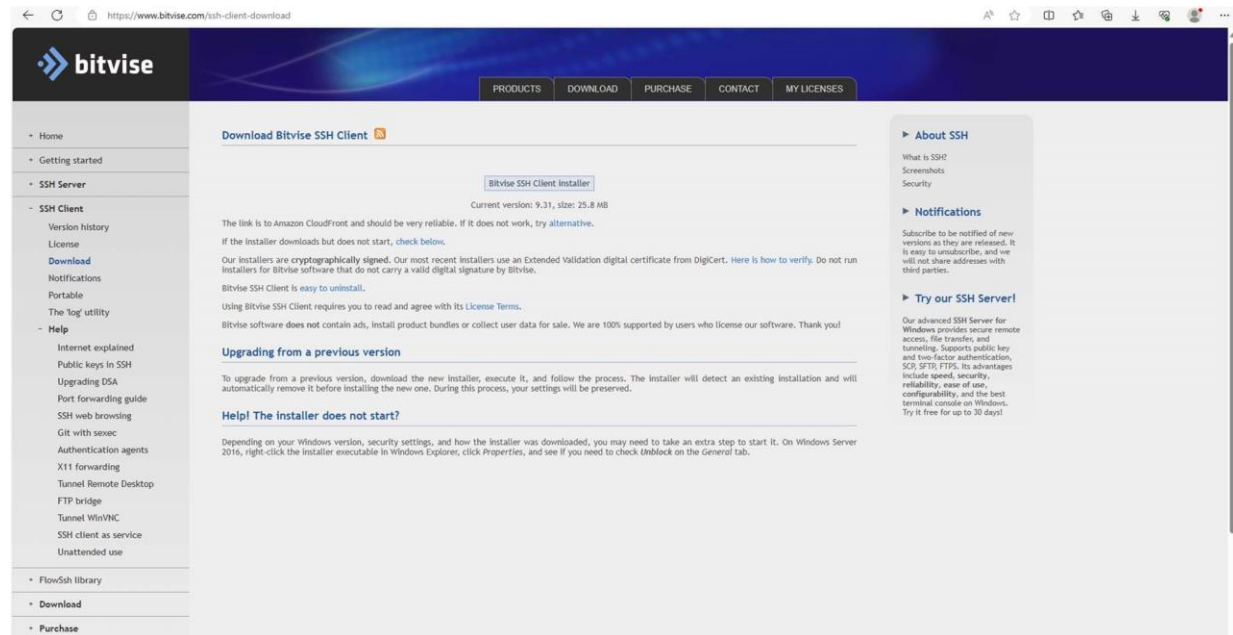 https://www.bitvise.com/ssh-client-download
bitvise
PRODUCTS
DOWNLOAD
PURCHASE
CONTACT
MY LICENSES
+ Home
+ Getting started
+ SSH Server
- SSH Client
Version history
License
Download
Notifications
Portable
The 'log' utility
- Help
Internet explained
Public keys in SSH
Upgrading DSA
Port forwarding guide
SSH web browsing
Git with sexec
Authentication agents
X11 forwarding
Tunnel Remote Desktop
FTP bridge
Tunnel WinVNC
SSH client as service
Unattended use
+ FlowSsh library
+ Download
+ Purchase
Download Bitvise SSH Client
Bitvise SSH Client installer
Current version: 9.31, size: 25.8 MB
The link is to Amazon CloudFront and should be very reliable. If it does not work, try alternative.
If the installer downloads but does not start, check below.
Our installers are cryptographically signed. Our most recent installers use an Extended Validation digital certificate from DigiCert. Here is how to verify. Do not run
installers for Bitvise software that do not carry a valid digital signature by Bitvise.
Bitvise SSH Client is easy to uninstall.
Using Bitvise SSH Client requires you to read and agree with its License Terms.
Bitvise software does not contain ads, install product bundles or collect user data for sale. We are 100% supported by users who license our software. Thank you!
Upgrading from a previous version
To upgrade from a previous version, download the new installer, execute it, and follow the process. The installer will detect an existing installation and will
automatically remove it before installing the new one. During this process, your settings will be preserved.
Help! The installer does not start?
Depending on your Windows version, security settings, and how the installer was downloaded, you may need to take an extra step to start it. On Windows Server
2016, right-click the installer executable in Windows Explorer, click Properties, and see if you need to check Unblock on the General tab.
About SSH
What is SSH?
Screenshots
Security
Notifications
Subscribe to be notified of new
versions as they are released. It
is easy to unsubscribe, and we
will not share addresses with
third parties.
Try our SSH Server!
Our advanced SSH Server for
Windows provides secure remote
access, file transfer, and
tunneling. Supports public key
and two-factor authentication,
SCP, SFTP, FTPS. Its advantages
include speed, security,
reliability, ease of use,
configurability, and the best
terminal console on Windows.
Try it free for up to 30 days!